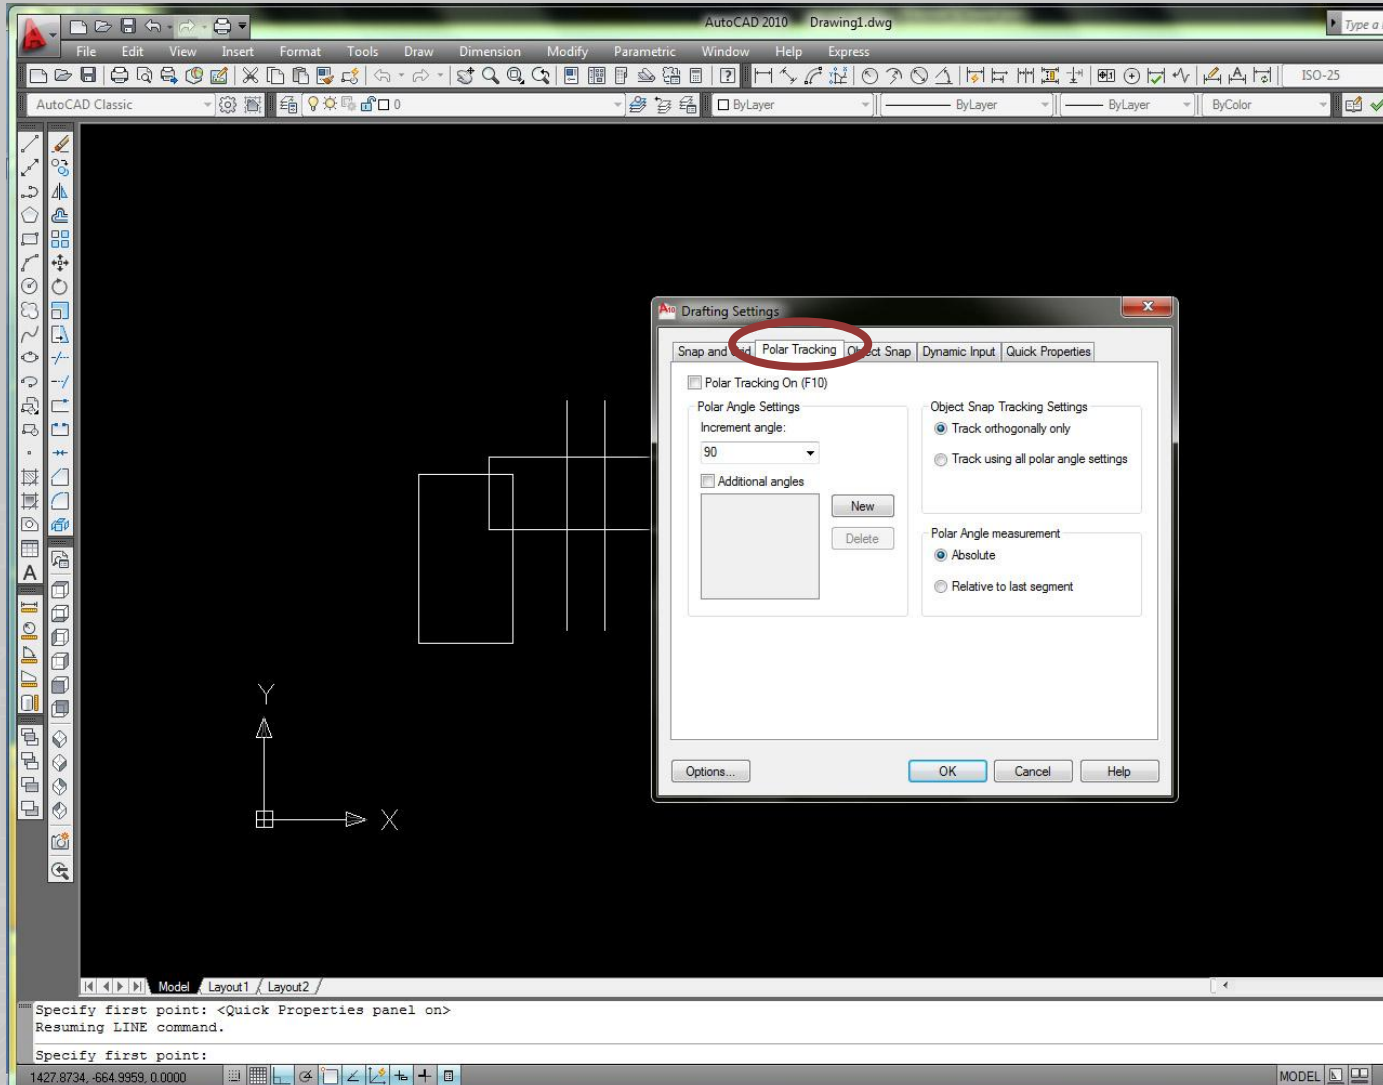 AutoCAD 2010 Drawing1.dwg
Type a
File Edit View Insert Format Tools Draw Dimension Modify Parametric Window Help Express
ISO-25
AutoCAD Classic
0
ByLayer
ByLayer
ByLayer
ByColor
Drafting Settings
Polar Tracking Object Snap Dynamic Input Quick Properties
Snap and
Polar Tracking On (F10)
Polar Angle Settings
Increment angle:
90
Additional angles
New
Delete
Object Snap Tracking Settings
Track orthogonally only
Track using all polar angle settings
Polar Angle measurement
Absolute
Relative to last segment
Options...
OK
Cancel
Help
Y
X
A
Model Layout1 Layout2
Specify first point: <Quick Properties panel on>
Resuming LINE command.
Specify first point:
1427.8734, -664.9959, 0.0000
MODEL